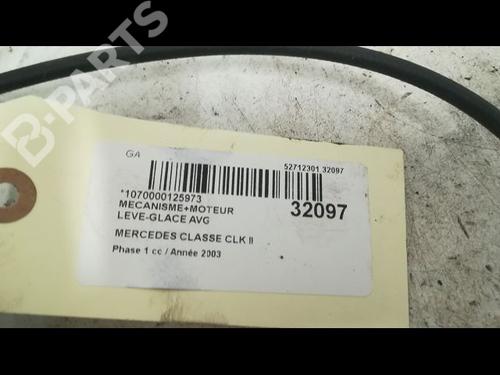 B-PARTS
GA
52712301 32097
*1070000125973
MECANISME+MOTEUR
32097
LEVE-GLACE AVG
MERCEDES CLASSE CLK II
Phase 1 cc / Année 2003